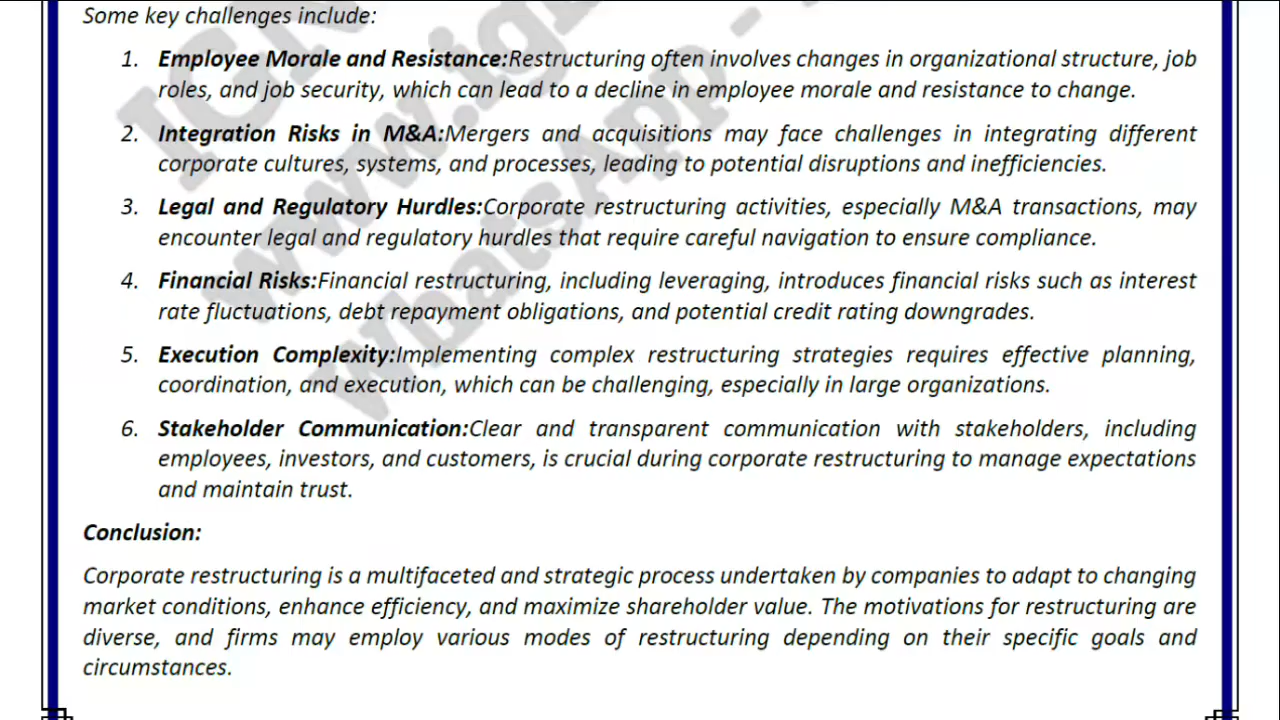 Some key challenges include:
1. Employee Morale and Resistance:Restructuring often involves changes in organizational structure, job
roles, and job security, which can lead to a decline in employee morale and resistance to change.
2. Integration Risks in M&A:Mergers and acquisitions may face challenges in integrating different
corporate cultures, systems, and processes, leading to potential disruptions and inefficiencies.
3. Legal and Regulatory Hurdles:Corporate restructuring activities, especially M&A transactions, may
encounter legal and regulatory hurdles that require careful navigation to ensure compliance.
4. Financial Risks:Financial restructuring, including leveraging, introduces financial risks such as interest
rate fluctuations, debt repayment obligations, and potential credit rating downgrades.
5. Execution Complexity:Implementing complex restructuring strategies requires effective planning,
coordination, and execution, which can be challenging, especially in large organizations.
6. Stakeholder Communication:Clear and transparent communication with stakeholders, including
employees, investors, and customers, is crucial during corporate restructuring to manage expectations
and maintain trust.
Conclusion:
Corporate restructuring is a multifaceted and strategic process undertaken by companies to adapt to changing
market conditions, enhance efficiency, and maximize shareholder value. The motivations for restructuring are
diverse, and firms may employ various modes of restructuring depending on their specific goals and
circumstances.
WhatsApp -